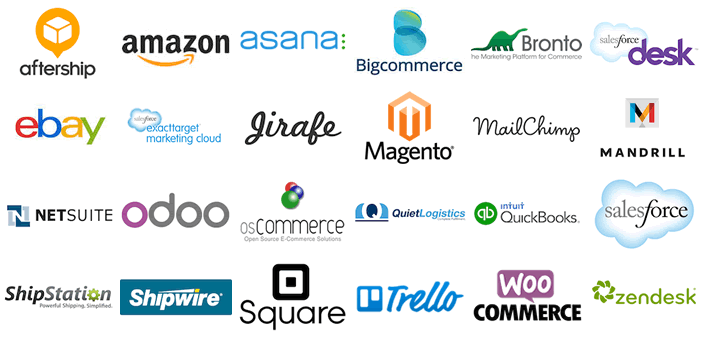 aftership
amazon
asana:
Bigcommerce
Bronto
he Marketing Platform for Commerce
salesforce
desk
ebay
salesforce
exacttarget
marketing cloud
Jirafe
Magento®
MailChimp
M
MANDRILL
N NETSUITE
odoo
osCommerce
Open Source E-Commerce Solutions
Q QuietLogistics
qb intuit
QuickBooks.
salesforce
ShipStation
Powerful Shipping. Simplified.
Shipwire®
Square
Trello
WOO
COMMERCE
zendesk